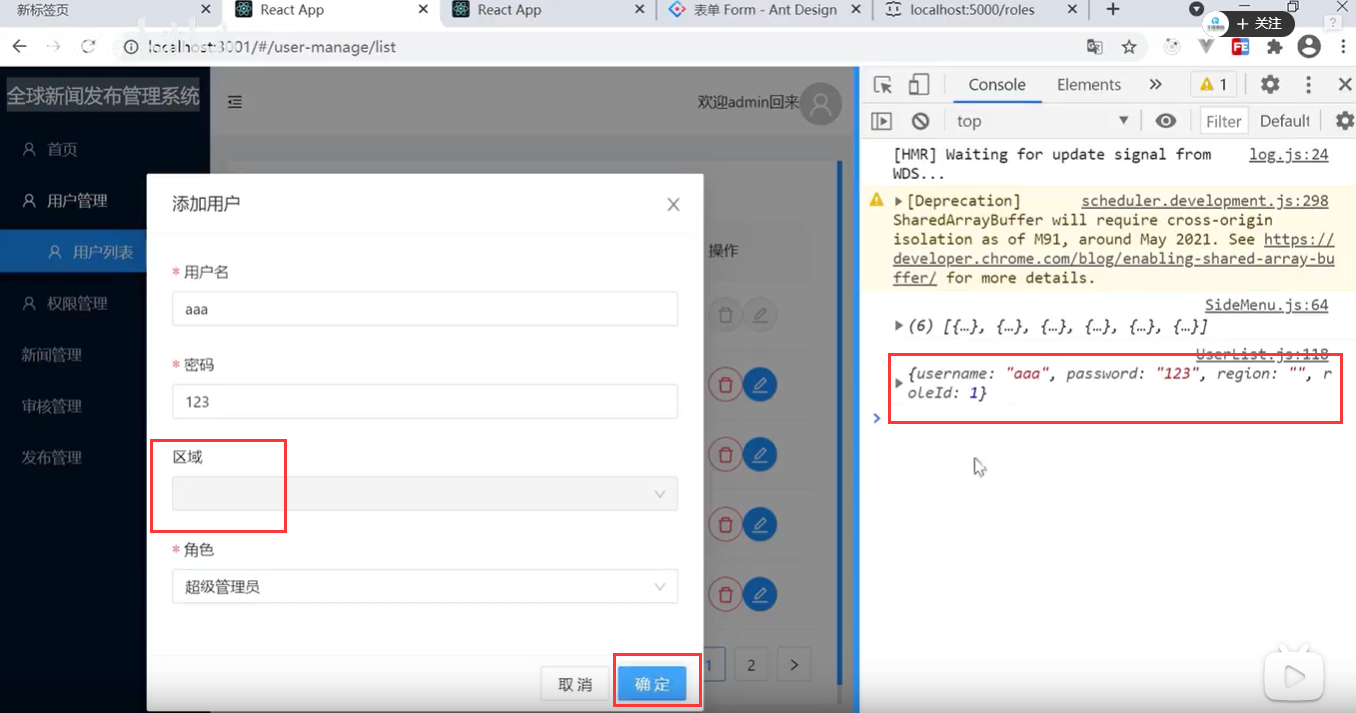 新标签页
React App
React App
表单 Form - Ant Design
localhost:5000/roles
+ 关注
localhost:3001/#/user-manage/list
全球新闻发布管理系统
首页
用户管理
用户列表
权限管理
新闻管理
审核管理
发布管理
欢迎admin回来
操作
添加用户
* 用户名
aaa
* 密码
123
区域
* 角色
超级管理员
取消
确定
1
2
Console
Elements
1
top
Filter
Default
[HMR] Waiting for update signal from log.js:24
WDS...
[Deprecation] scheduler.development.js:298
SharedArrayBuffer will require cross-origin
isolation as of M91, around May 2021. See https://
developer.chrome.com/blog/enabling-shared-array-bu
ffer/ for more details.
SideMenu.js:64
(6) [{…}, {…}, {…}, {…}, {…}, {…}]
UserList.js:118
{username: "aaa", password: "123", region: "", r
oleId: 1}